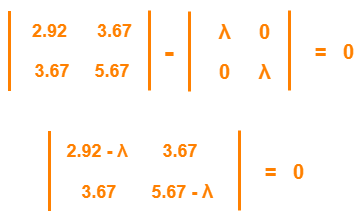 | 2.92 3.67 | - | λ 0 | = 0
| 3.67 5.67 | | 0 λ |
| 2.92 - λ 3.67 | = 0
| 3.67 5.67 - λ |